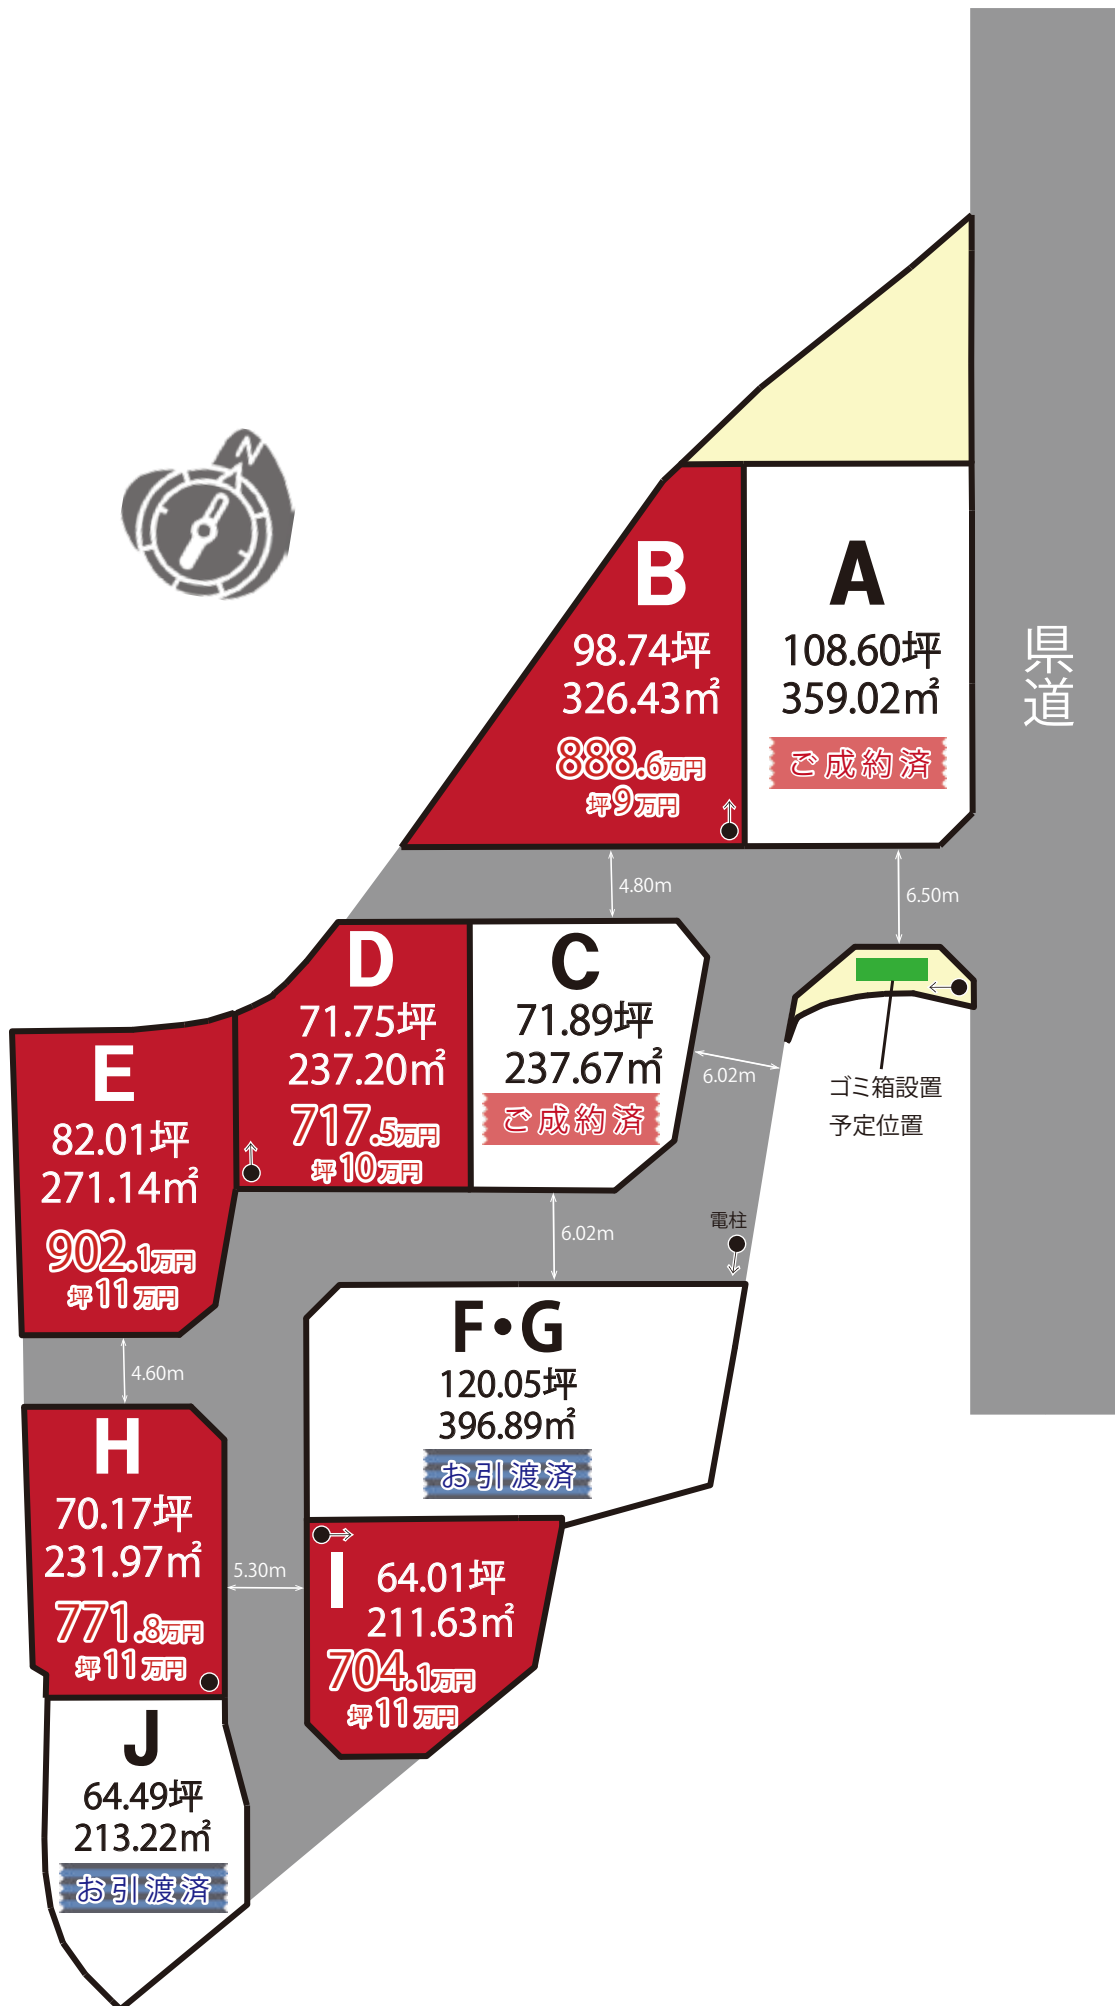 N
県道
B
98.74坪
326.43㎡
888.6万円
坪9万円
A
108.60坪
359.02㎡
ご成約済
4.80m
6.50m
D
71.75坪
237.20㎡
717.5万円
坪10万円
C
71.89坪
237.67㎡
ご成約済
6.02m
ゴミ箱設置
予定位置
E
82.01坪
271.14㎡
902.1万円
坪11万円
6.02m
電柱
4.60m
F・G
120.05坪
396.89㎡
お引渡済
H
70.17坪
231.97㎡
771.8万円
坪11万円
5.30m
I
64.01坪
211.63㎡
704.1万円
坪11万円
J
64.49坪
213.22㎡
お引渡済